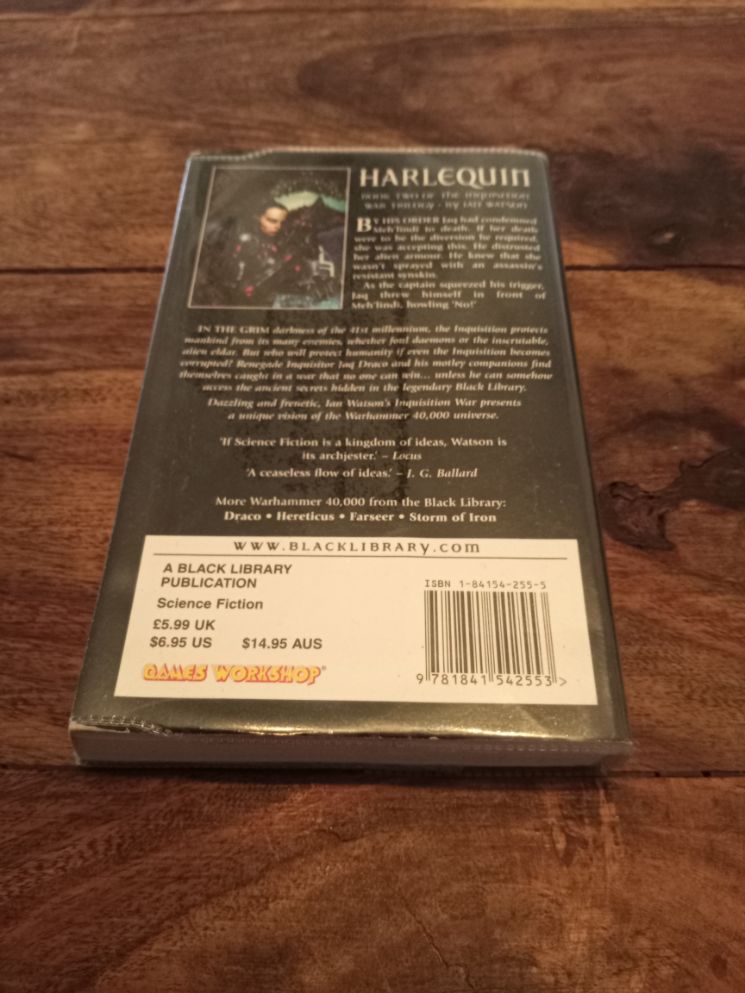 HARLEQUIN
BOOK TWO OF THE INQUISITION
WAR TRILOGY • BY IAN WATSON
BY HIS ORDER Jaq had condemned
Meh'lindi to death. If her death
were to be the diversion he required,
she was accepting this. He distrusted
her alien armour. He knew that she
wasn't sprayed with an assassin's
resistant synskin.
As the captain squeezed his trigger,
Jaq threw himself in front of
Meh'lindi, howling 'No!'
IN THE GRIM darkness of the 41st millennium, the Inquisition protects
mankind from its many enemies, whether foul daemons or the inscrutable,
alien eldar. But who will protect humanity if even the Inquisition becomes
corrupted? Renegade Inquisitor Jaq Draco and his motley companions find
themselves caught in a war that no one can win... unless he can somehow
access the ancient secrets hidden in the legendary Black Library.
Dazzling and frenetic, Ian Watson's Inquisition War presents
a unique vision of the Warhammer 40,000 universe.
'If Science Fiction is a kingdom of ideas, Watson is
its archjester.' – Locus
'A ceaseless flow of ideas.' – J. G. Ballard
More Warhammer 40,000 from the Black Library:
Draco • Hereticus • Farseer • Storm of Iron
WWW.BLACKLIBRARY.COM
A BLACK LIBRARY
PUBLICATION
Science Fiction
£5.99 UK
$6.95 US $14.95 AUS
GAMES WORKSHOP®
ISBN 1-84154-255-5
9 781841 542553 >